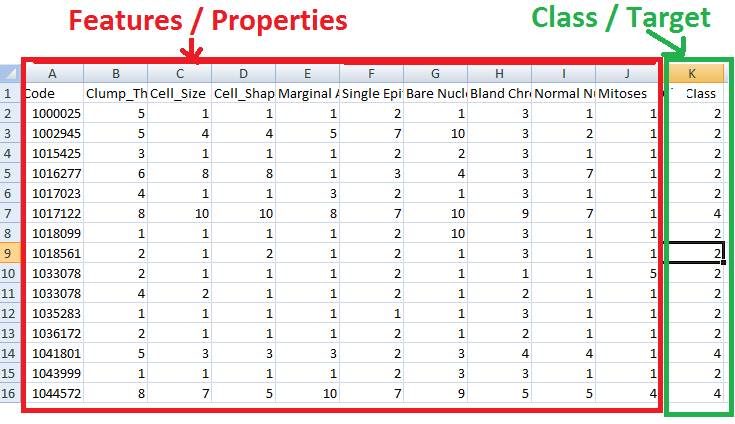 Features / Properties
Class / Target
A B C D E F G H I J K
1 Code Clump_Th Cell_Size Cell_Shap Marginal A Single Epit Bare Nucle Bland Chro Normal Nu Mitoses Class
2 1000025 5 1 1 1 2 1 3 1 1 2
3 1002945 5 4 4 5 7 10 3 2 1 2
4 1015425 3 1 1 1 2 2 3 1 1 2
5 1016277 6 8 8 1 3 4 3 7 1 2
6 1017023 4 1 1 3 2 1 3 1 1 2
7 1017122 8 10 10 8 7 10 9 7 1 4
8 1018099 1 1 1 1 2 10 3 1 1 2
9 1018561 2 1 2 1 2 1 3 1 1 2
10 1033078 2 1 1 1 2 1 1 1 5 2
11 1033078 4 2 1 1 2 1 2 1 1 2
12 1035283 1 1 1 1 1 1 3 1 1 2
13 1036172 2 1 1 1 2 1 2 1 1 2
14 1041801 5 3 3 3 2 3 4 4 1 4
15 1043999 1 1 1 1 2 3 3 1 1 2
16 1044572 8 7 5 10 7 9 5 5 4 4